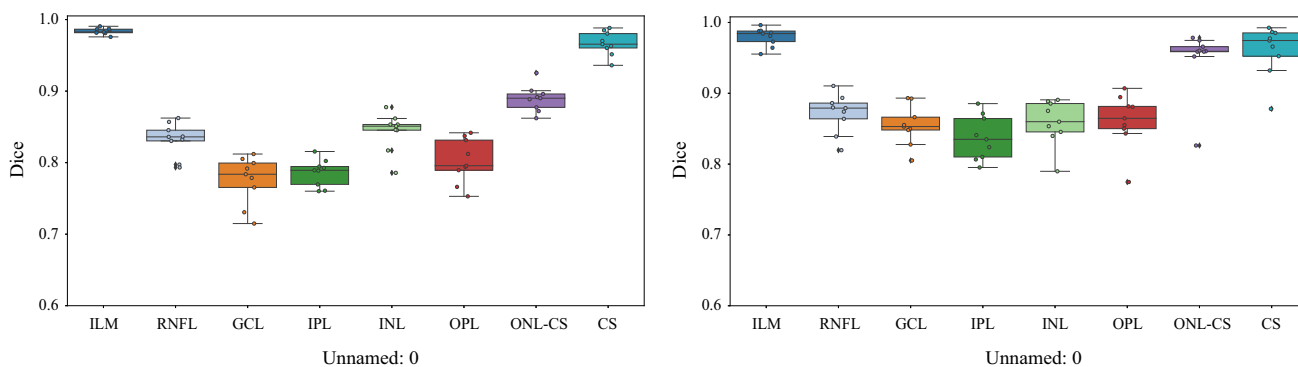 Dice
1.0
0.9
0.8
0.7
0.6
ILM RNFL GCL IPL INL OPL ONL-CS CS
Unnamed: 0
Dice
1.0
0.9
0.8
0.7
0.6
ILM RNFL GCL IPL INL OPL ONL-CS CS
Unnamed: 0